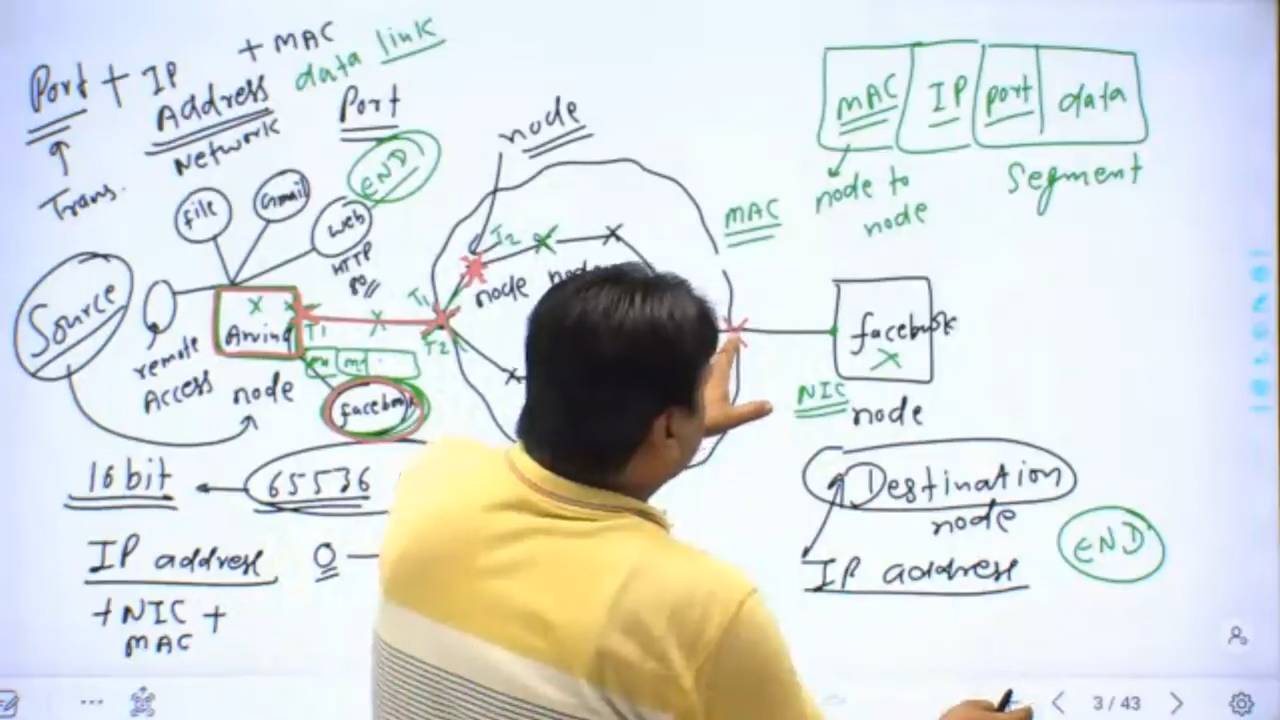 Port + IP Address + MAC
Network
data link
Trans.
Port
END
node
MAC IP port data
Segment
node to node
MAC
file
Gmail
web
HTTP
80
Source
remote Access
Arvind
T1
T1
T2
T2
node
node
facebook
node
facebook
NIC
node
16 bit
65536
0
IP address
+ NIC +
MAC
Destination
node
IP address
END
3 / 43